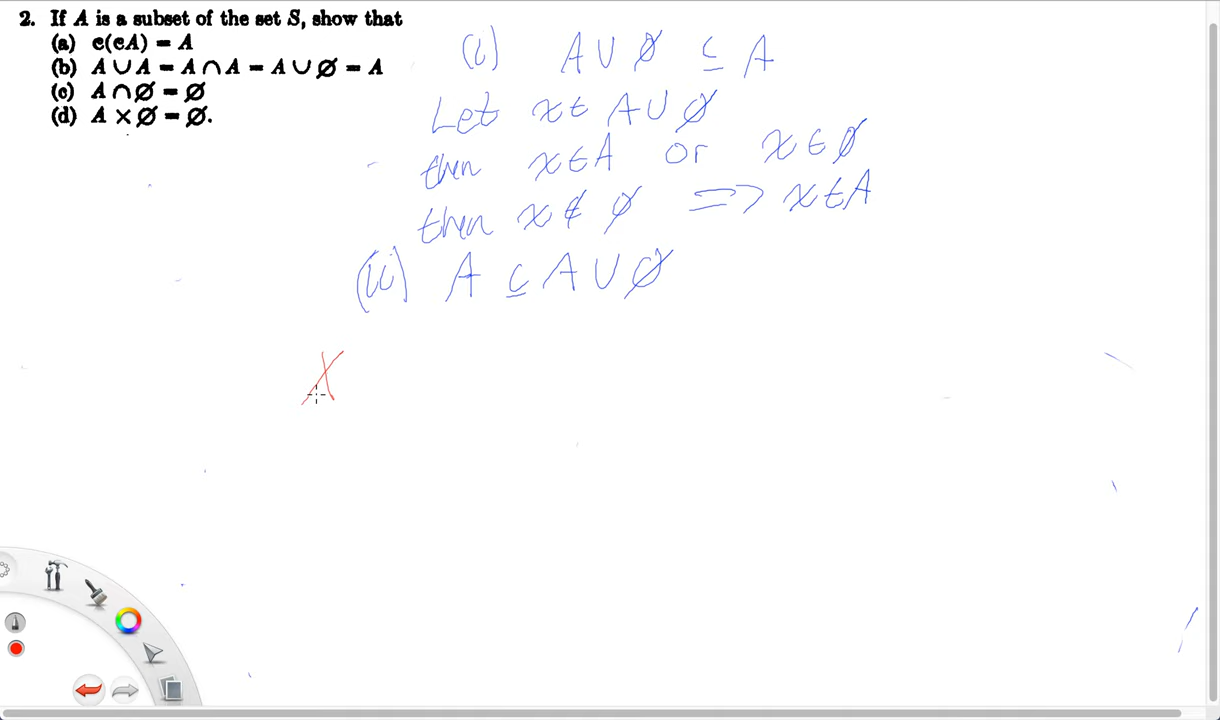 2. If A is a subset of the set S, show that
(a) c(cA) = A
(b) A ∪ A = A ∩ A = A ∪ ∅ = A
(c) A ∩ ∅ = ∅
(d) A × ∅ = ∅.
(i) A ∪ ∅ ⊆ A
Let x ∈ A ∪ ∅
then x ∈ A or x ∈ ∅
then x ∉ ∅ => x ∈ A
(ii) A ⊆ A ∪ ∅